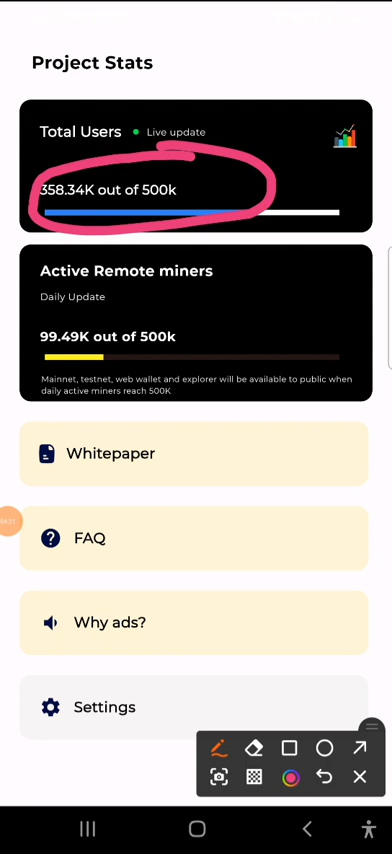 Project Stats
Total Users
Live update
358.34K out of 500k
Active Remote miners
Daily Update
99.49K out of 500k
Mainnet, testnet, web wallet and explorer will be available to public when
daily active miners reach 500K
Whitepaper
FAQ
Why ads?
Settings